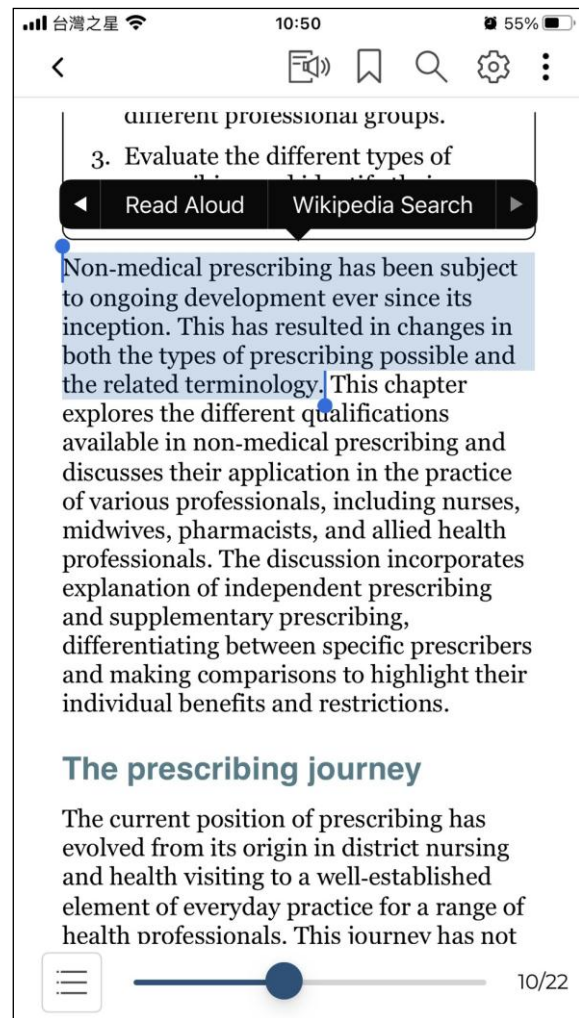 台灣之星
10:50
55%
different professional groups.
3. Evaluate the different types of
Read Aloud
Wikipedia Search
Non-medical prescribing has been subject
to ongoing development ever since its
inception. This has resulted in changes in
both the types of prescribing possible and
the related terminology. This chapter
explores the different qualifications
available in non-medical prescribing and
discusses their application in the practice
of various professionals, including nurses,
midwives, pharmacists, and allied health
professionals. The discussion incorporates
explanation of independent prescribing
and supplementary prescribing,
differentiating between specific prescribers
and making comparisons to highlight their
individual benefits and restrictions.
The prescribing journey
The current position of prescribing has
evolved from its origin in district nursing
and health visiting to a well-established
element of everyday practice for a range of
health professionals. This journey has not
10/22